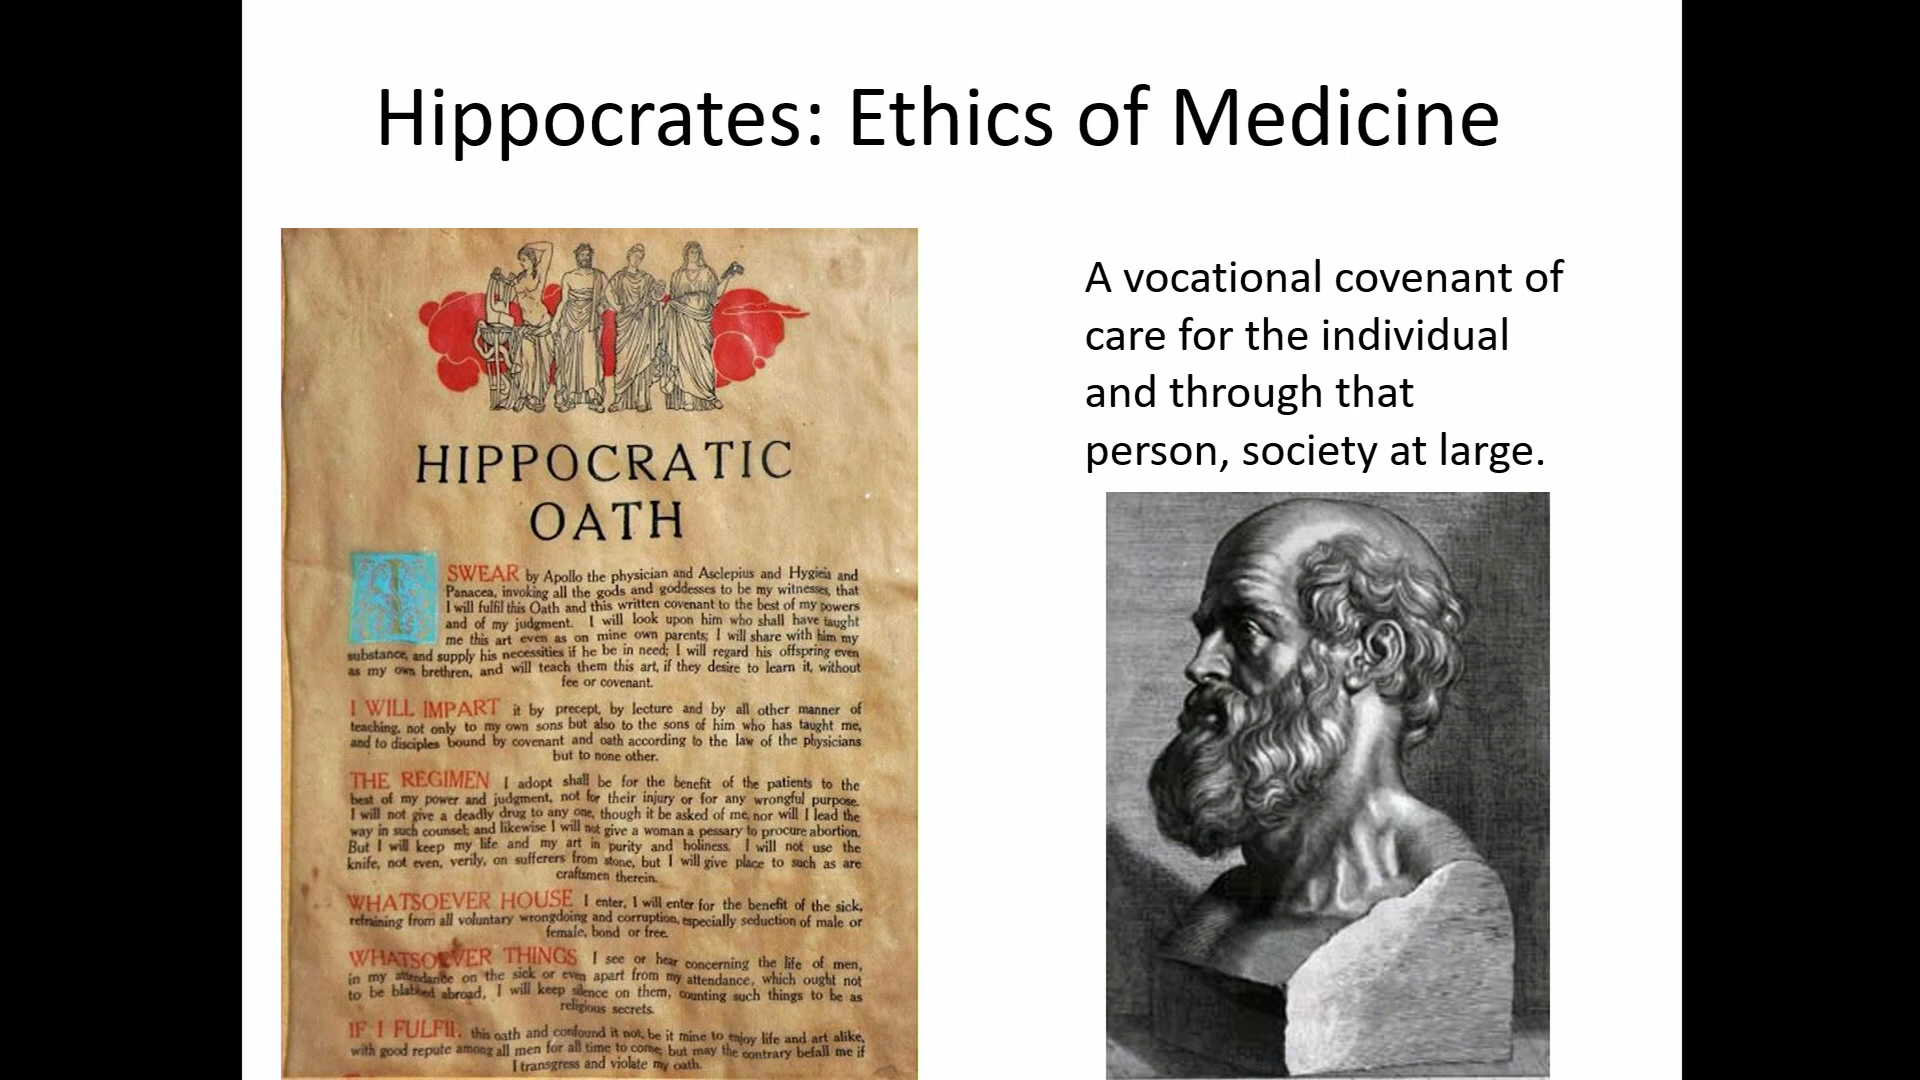 Hippocrates: Ethics of Medicine
HIPPOCRATIC
OATH
I SWEAR by Apollo the physician and Asclepius and Hygieia and
Panacea, invoking all the gods and goddesses to be my witnesses, that
I will fulfil this Oath and this written covenant to the best of my powers
and of my judgment. I will look upon him who shall have taught
me this art even as on mine own parents; I will share with him my
substance, and supply his necessities if he be in need; I will regard his offspring even
as my own brethren, and will teach them this art, if they desire to learn it, without
fee or covenant.
I WILL IMPART it by precept, by lecture and by all other manner of
teaching, not only to my own sons but also to the sons of him who has taught me,
and to disciples bound by covenant and oath according to the law of the physicians
but to none other.
THE REGIMEN I adopt shall be for the benefit of the patients to the
best of my power and judgment, not for their injury or for any wrongful purpose.
I will not give a deadly drug to any one, though it be asked of me, nor will I lead the
way in such counsel; and likewise I will not give a woman a pessary to procure abortion.
But I will keep my life and my art in purity and holiness. I will not use the
knife, not even, verily, on sufferers from stone, but I will give place to such as are
craftsmen therein.
WHATSOEVER HOUSE I enter, I will enter for the benefit of the sick,
refraining from all voluntary wrongdoing and corruption, especially seduction of male or
female, bond or free.
WHATSOEVER THINGS I see or hear concerning the life of men,
in my attendance on the sick or even apart from my attendance, which ought not
to be blabbed abroad, I will keep silence on them, counting such things to be as
religious secrets.
IF I FULFIL this oath and confound it not, be it mine to enjoy life and art alike,
with good repute among all men for all time to come; but may the contrary befall me if
I transgress and violate my oath.
A vocational covenant of
care for the individual
and through that
person, society at large.